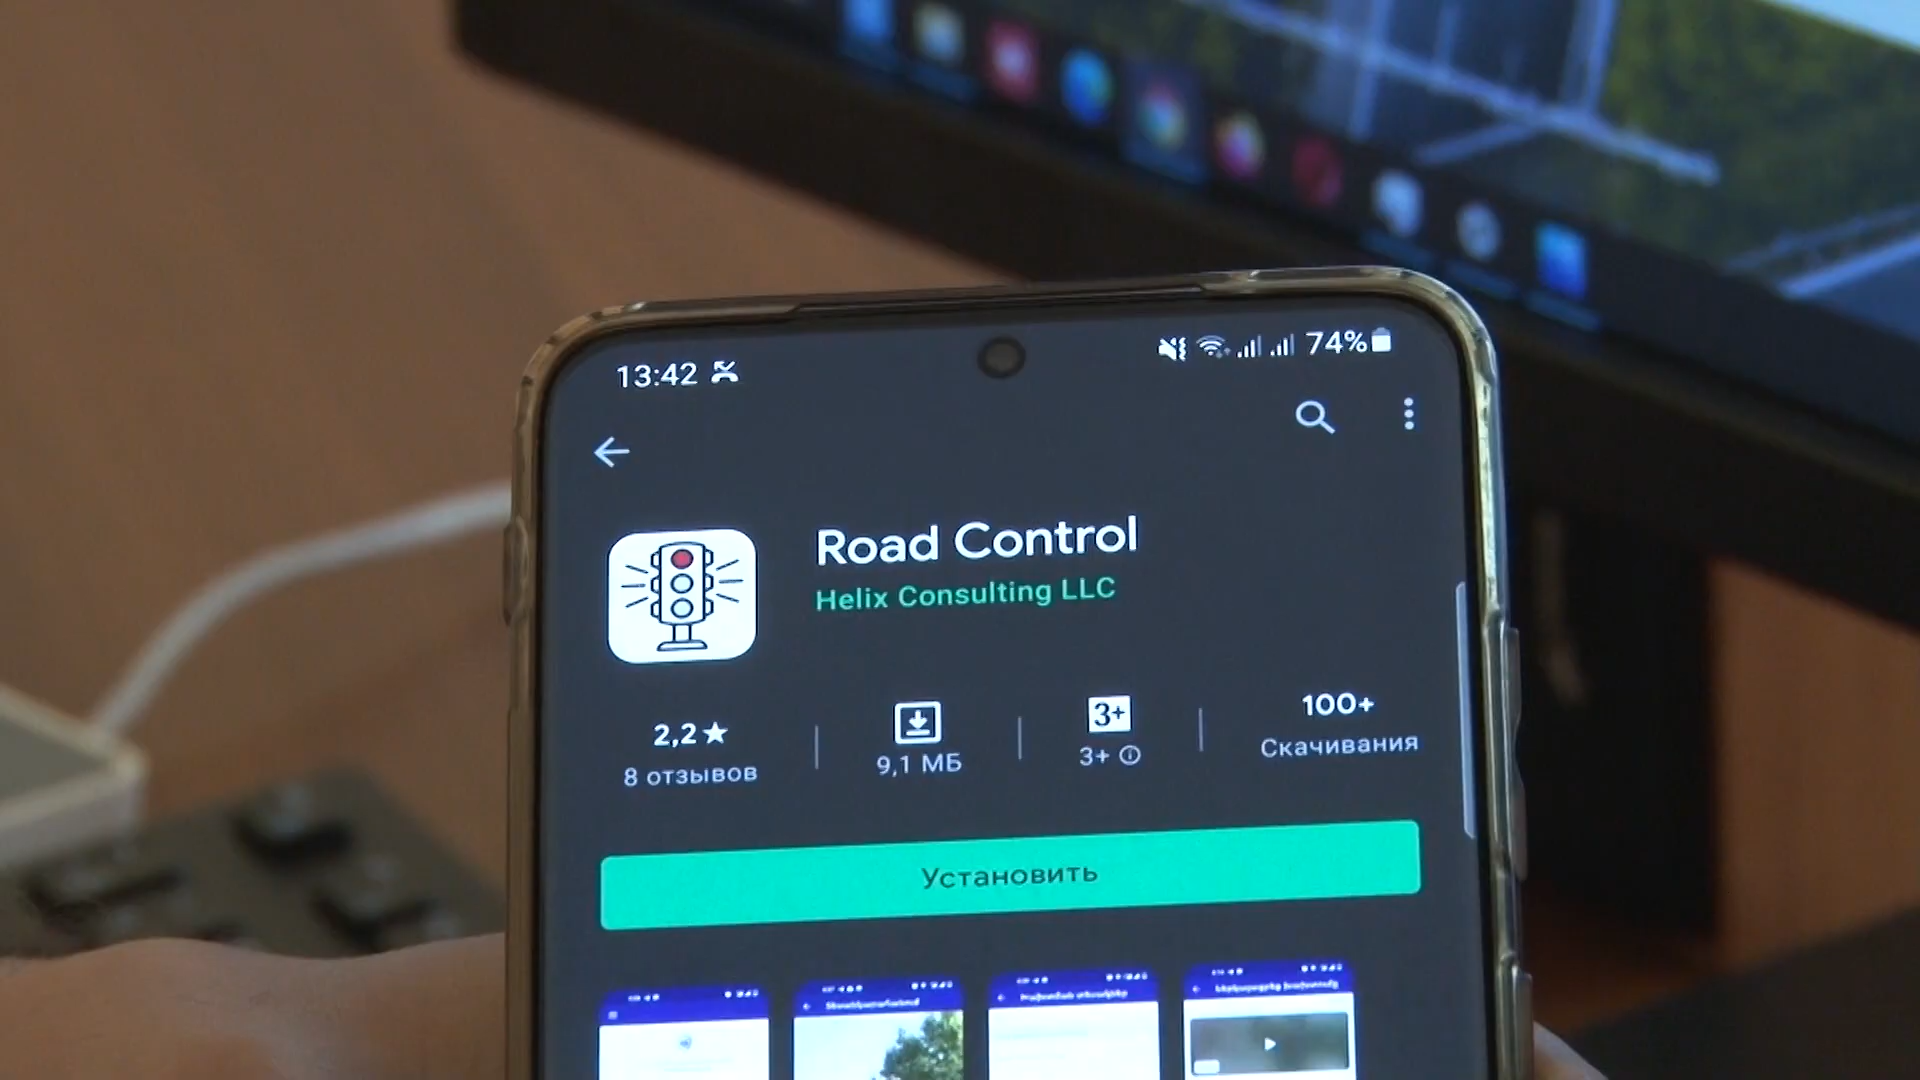 13:42
74%
Road Control
Helix Consulting LLC
2,2★
8 отзывов
9,1 МБ
3+
3+
100+
Скачивания
Установить